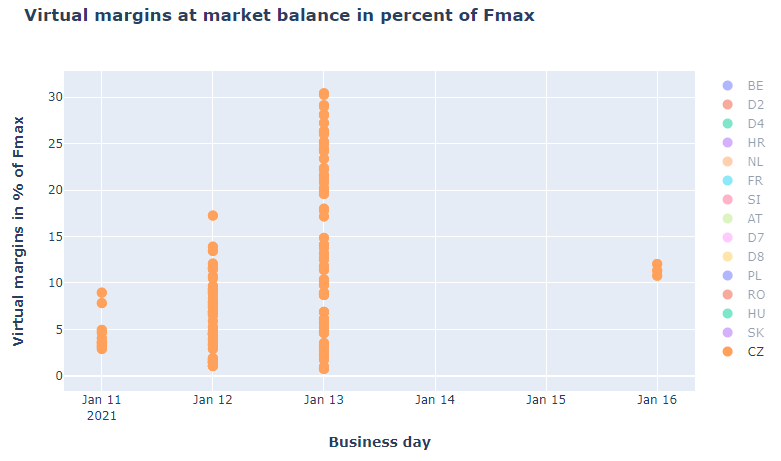 Virtual margins at market balance in percent of Fmax
Virtual margins in % of Fmax
30
25
20
15
10
5
0
Jan 11
2021
Jan 12
Jan 13
Jan 14
Jan 15
Jan 16
Business day
BE
D2
D4
HR
NL
FR
SI
AT
D7
D8
PL
RO
HU
SK
CZ